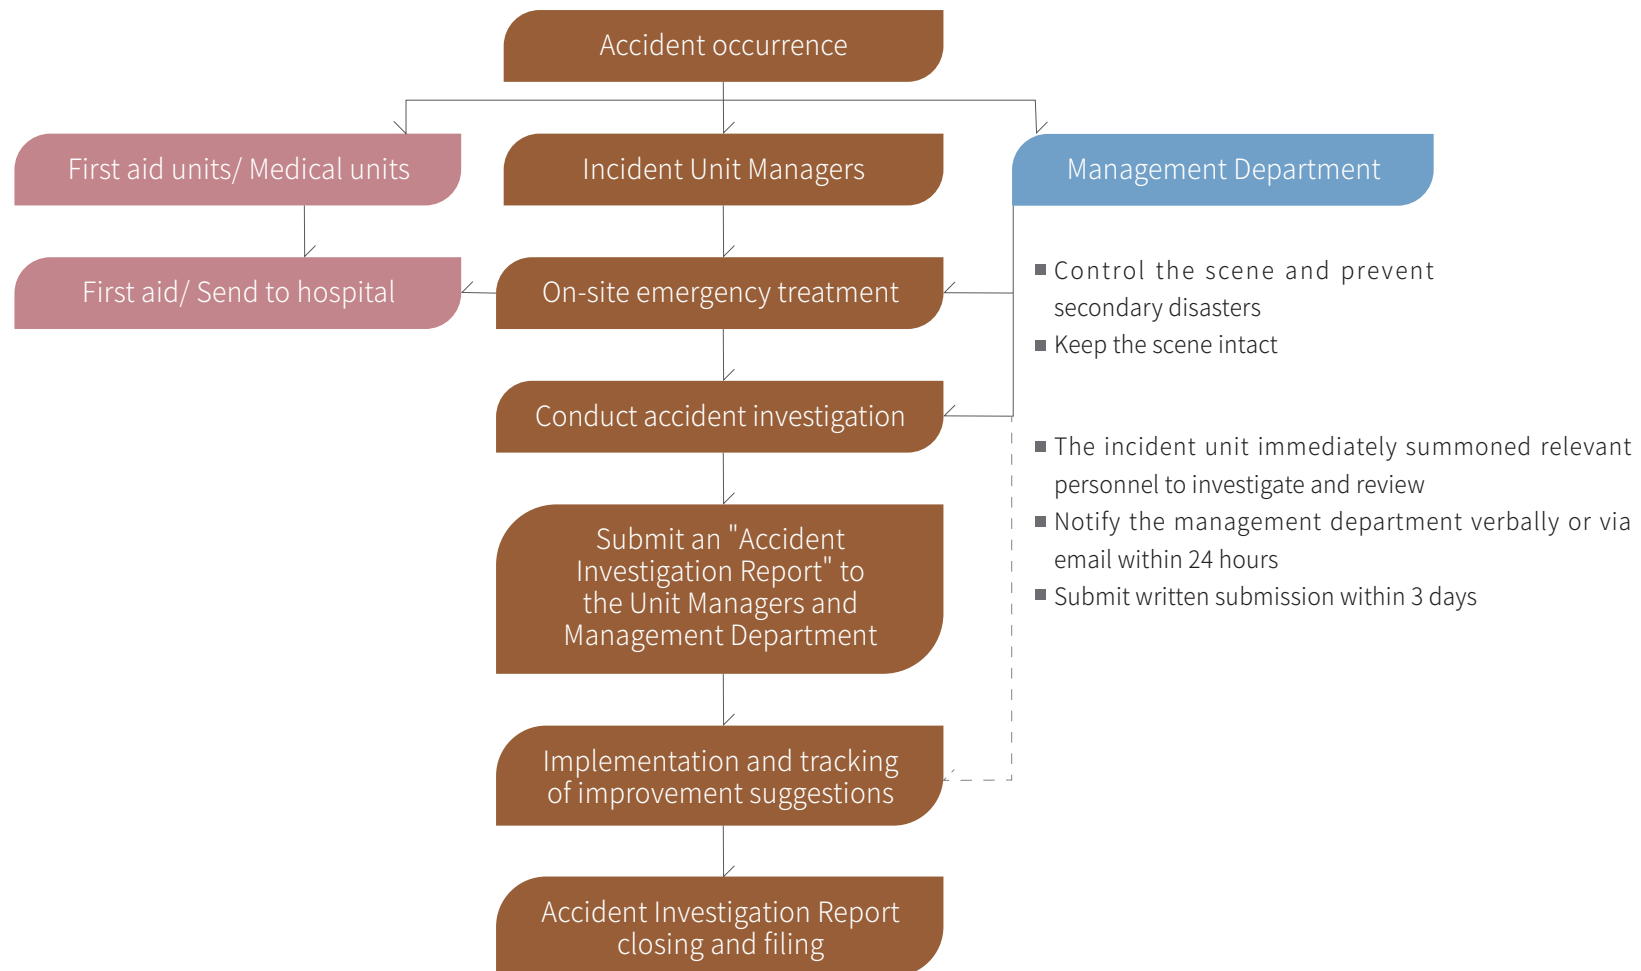 Accident occurrence
First aid units/ Medical units
Incident Unit Managers
Management Department
First aid/ Send to hospital
On-site emergency treatment
Control the scene and prevent
secondary disasters
Keep the scene intact
Conduct accident investigation
The incident unit immediately summoned relevant
personnel to investigate and review
Notify the management department verbally or via
email within 24 hours
Submit written submission within 3 days
Submit an "Accident
Investigation Report" to
the Unit Managers and
Management Department
Implementation and tracking
of improvement suggestions
Accident Investigation Report
closing and filing